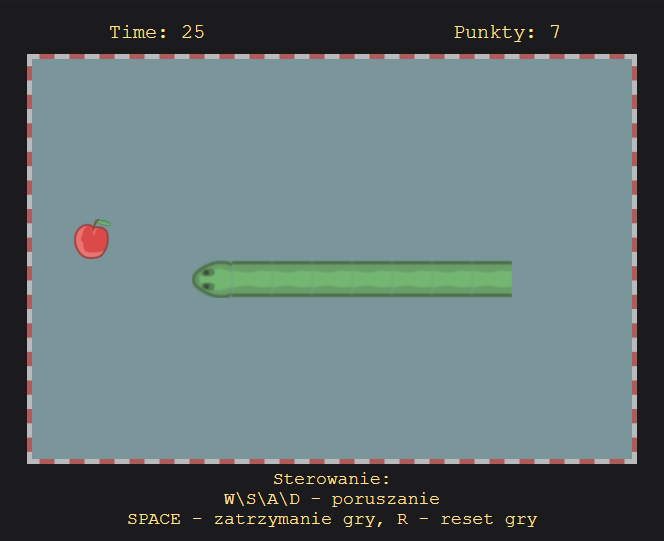 Time: 25
Punkty: 7
Sterowanie:
W\S\A\D - poruszanie
SPACE - zatrzymanie gry, R - reset gry